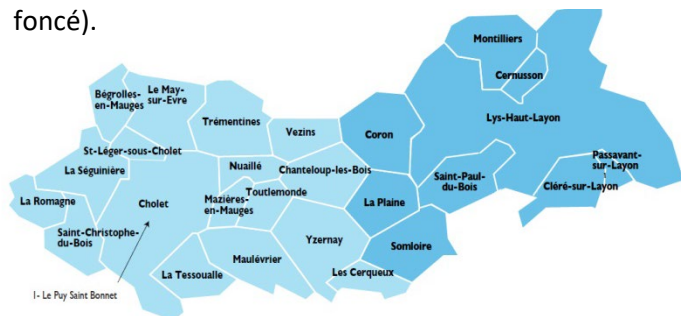 foncé).
Montilliers
Cernusson
Bégrolles-
en-Mauges
Le May-
sur-Evre
Trémentines
Vezins
Coron
Lys-Haut-Layon
St-Léger-sous-Cholet
La Séguinière
Nuaillé
Chanteloup-les-Bois
Passavant-
sur-Layon
Saint-Paul-
du-Bois
Cléré-sur-Layon
La Romagne
Cholet
Mazières-
en-Mauges
Toutlemonde
La Plaine
Saint-Christophe-
du-Bois
Yzernay
Somloire
La Tessoualle
Maulévrier
Les Cerqueux
1- Le Puy Saint Bonnet